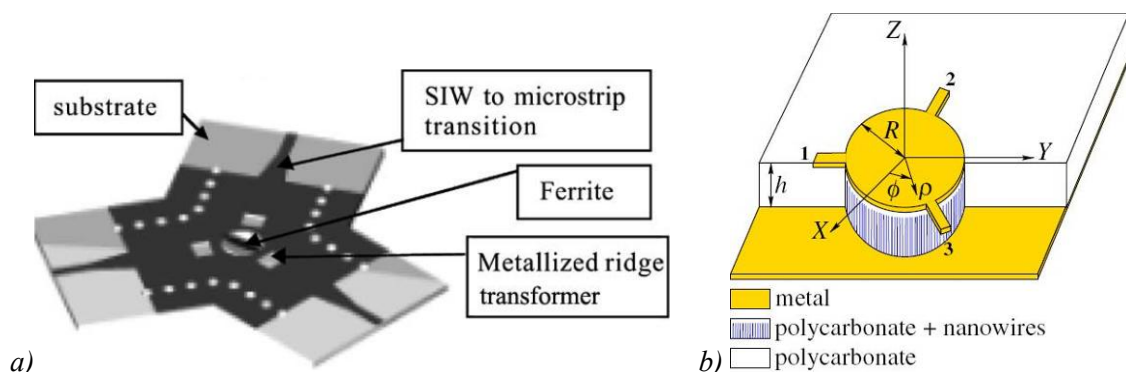 substrate
SIW to microstrip
transition
Ferrite
Metallized ridge
transformer
a)
Z
2
R
1
Y
h
ϕ
ρ
X
3
metal
polycarbonate + nanowires
polycarbonate
b)